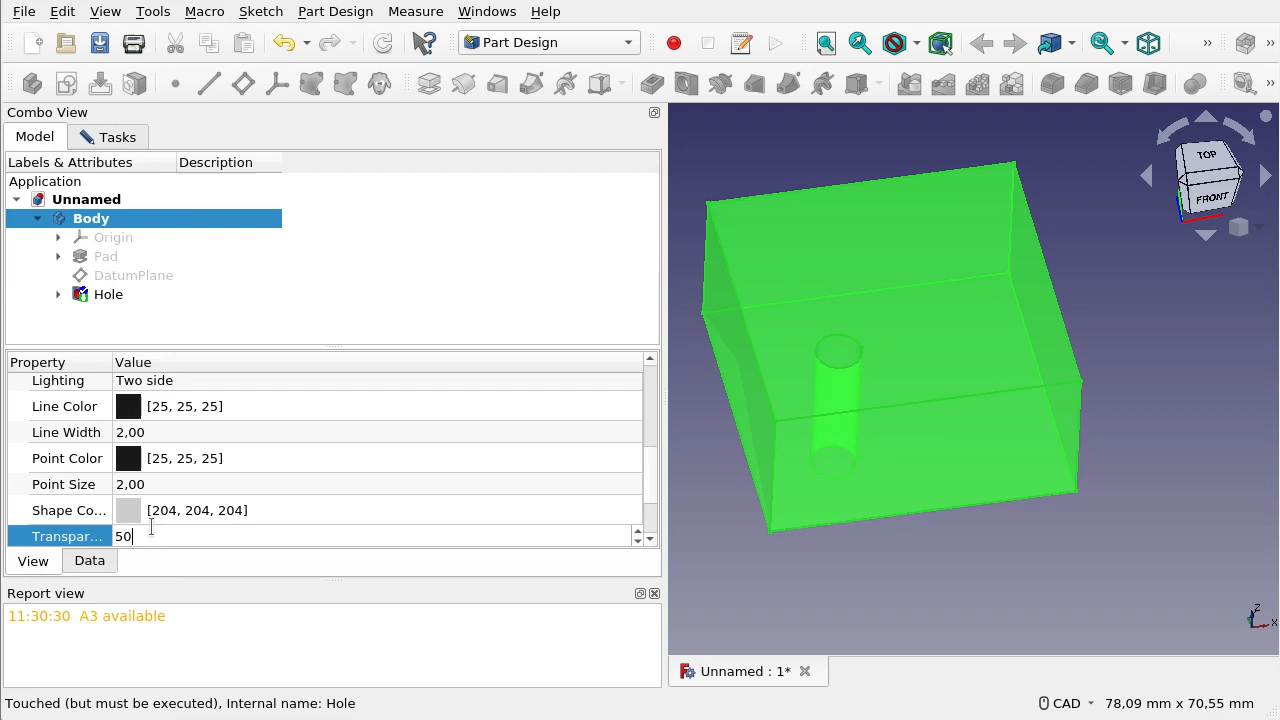 File Edit View Tools Macro Sketch Part Design Measure Windows Help
Part Design
Combo View
Model Tasks
Labels & Attributes Description
Application
Unnamed
Body
Origin
Pad
DatumPlane
Hole
Property Value
Lighting Two side
Line Color [25, 25, 25]
Line Width 2,00
Point Color [25, 25, 25]
Point Size 2,00
Shape Co... [204, 204, 204]
Transpar... 50
View Data
Report view
11:30:30 A3 available
TOP
FRONT
Z
X
Unnamed : 1*
Touched (but must be executed), Internal name: Hole
CAD 78,09 mm x 70,55 mm